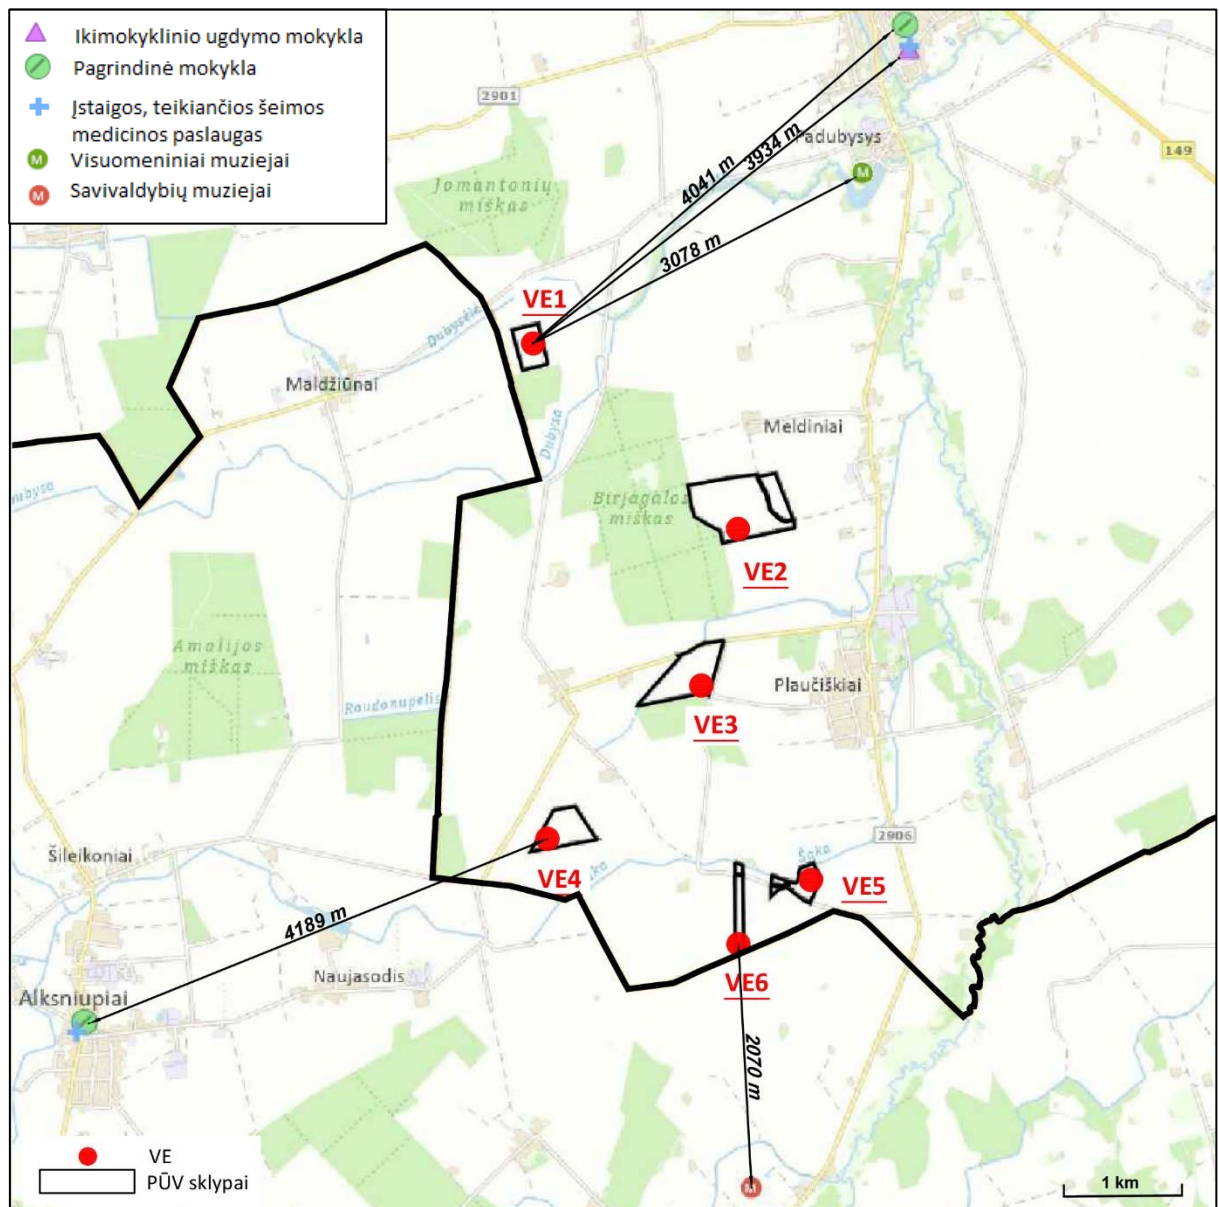 Ikimokyklinio ugdymo mokykla
Pagrindinė mokykla
Įstaigos, teikiančios šeimos
medicinos paslaugas
M Visuomeniniai muziejai
M Savivaldybių muziejai
2901
Padubysys
149
4041 m
3934 m
3078 m
M
Jomantonių
miškas
VE1
Dubysa
Maldžiūnai
Meldiniai
Birjagalos
miškas
VE2
Amalijos
miškas
Raudonupelis
Plaučiškiai
VE3
2906
Šileikoniai
VE4
Šaka
VE5
4189 m
Naujasodis
VE6
Alksniupiai
2070 m
M
VE
PŪV sklypai
1 km